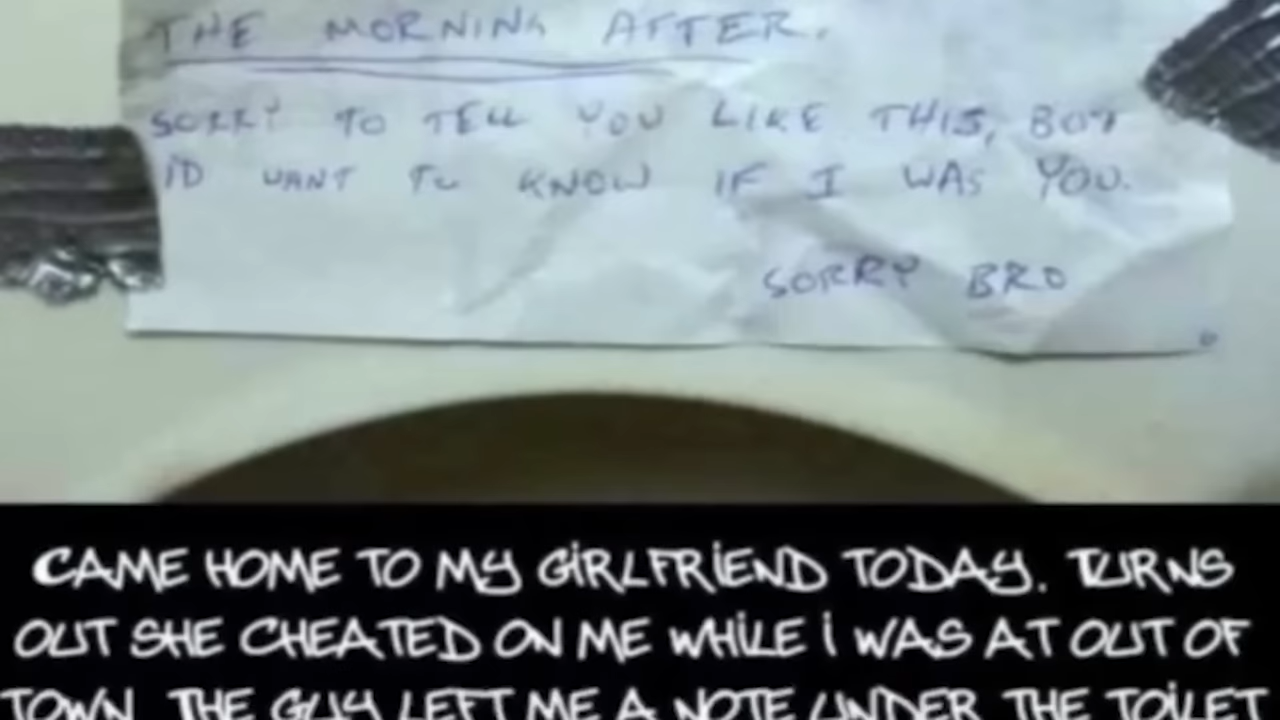 THE MORNING AFTER.
SORRY TO TELL YOU LIKE THIS, BUT
I'D WANT TO KNOW IF I WAS YOU.
SORRY BRO
CAME HOME TO MY GIRLFRIEND TODAY. TURNS
OUT SHE CHEATED ON ME WHILE I WAS AT OUT OF
TOWN. THE GUY LEFT ME A NOTE UNDER THE TOILET